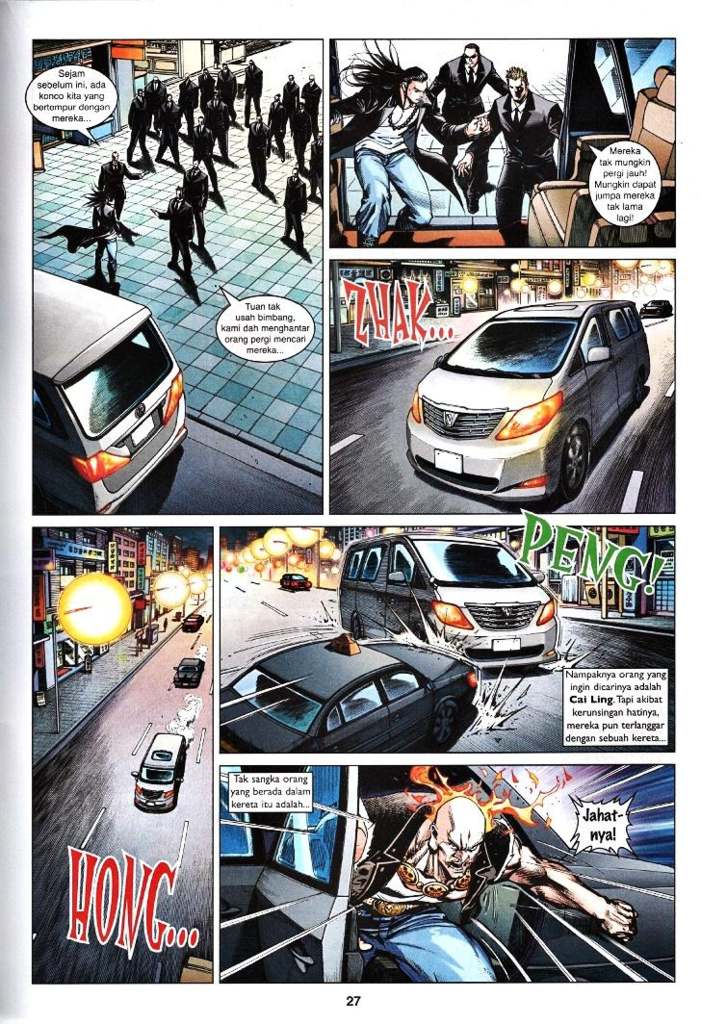 Sejam
sebelum ini, ada
konco kita yang
bertempur dengan
mereka...
Tuan tak
usah bimbang,
kami dah menghantar
orang pergi mencari
mereka...
Mereka
tak mungkin
pergi jauh!
Mungkin dapat
jumpa mereka
tak lama
lagi!
ZHAK...
HONG...
PENG!
Nampaknya orang yang
ingin dicarinya adalah
Cai Ling. Tapi akibat
kerunsingan hatinya,
mereka pun terlanggar
dengan sebuah kereta...
Tak sangka orang
yang berada dalam
kereta itu adalah...
Jahat-
nya!
27